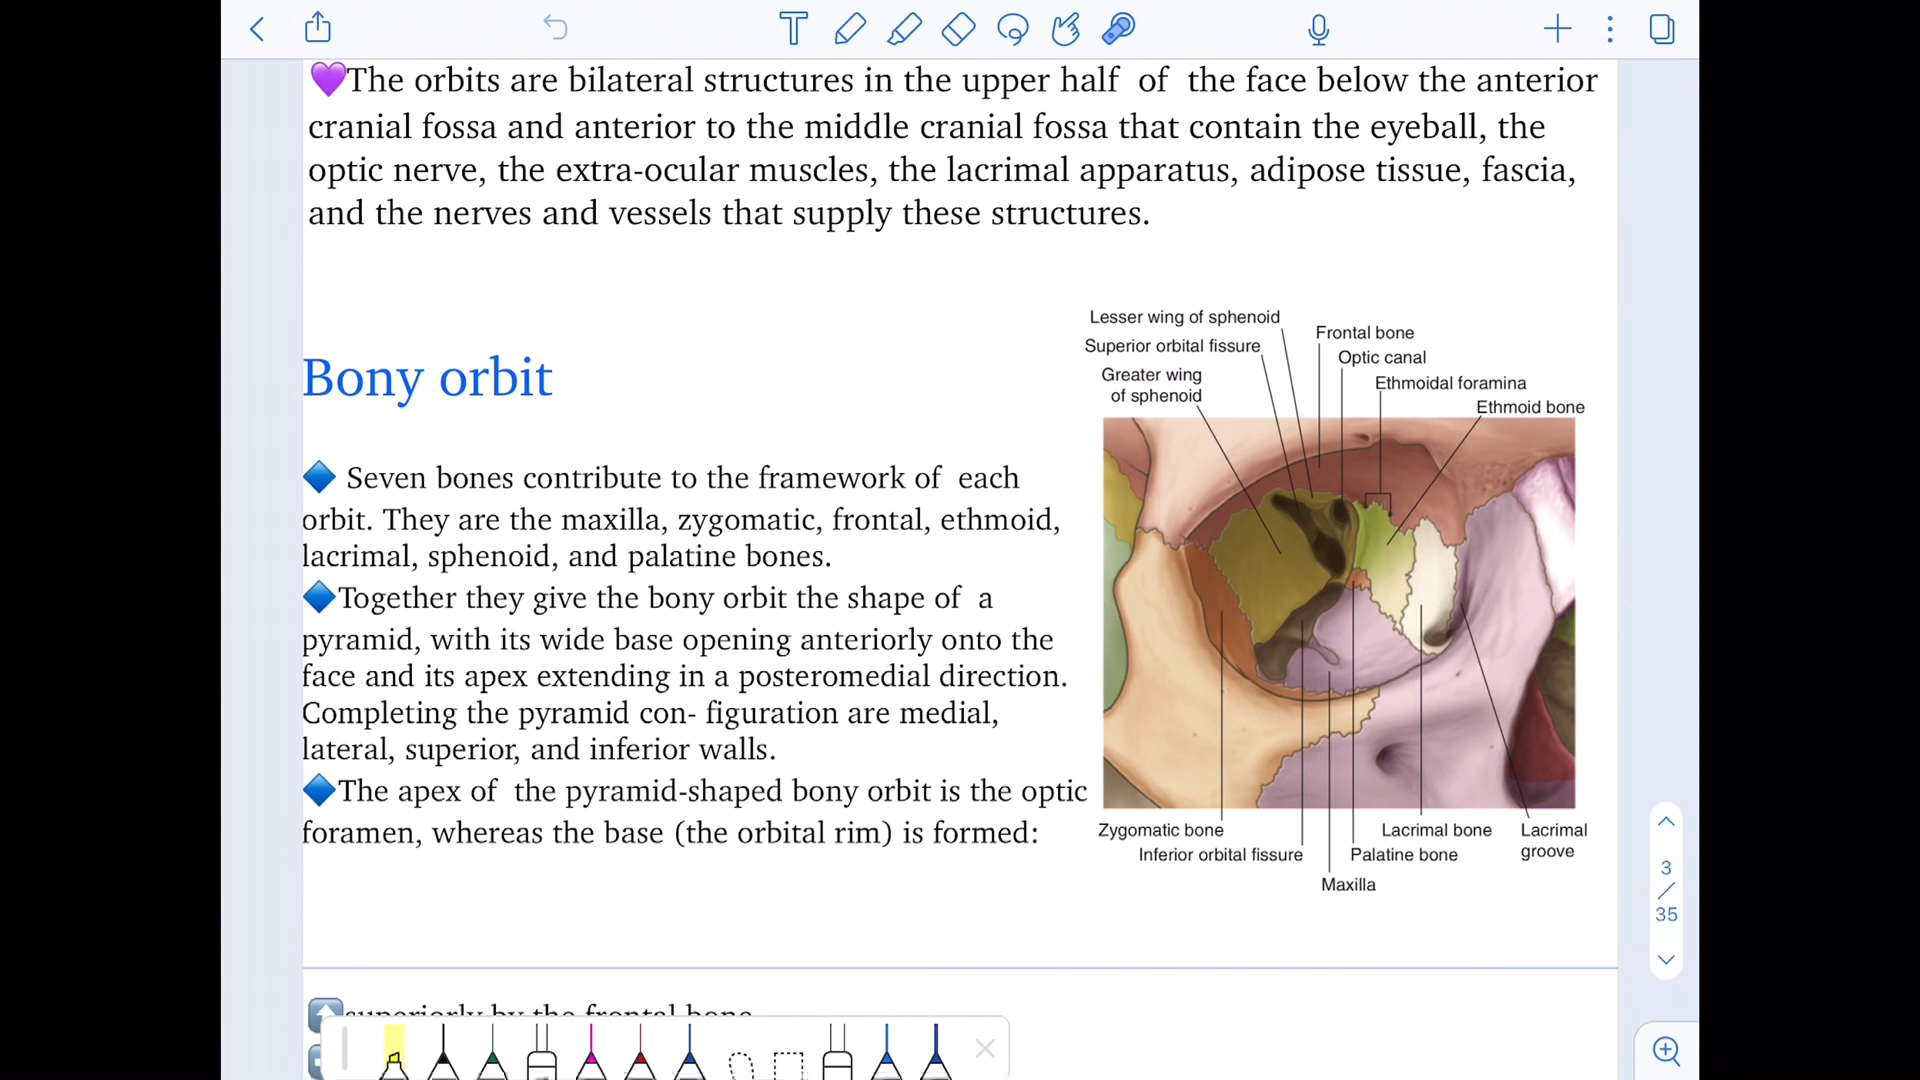 💜The orbits are bilateral structures in the upper half of the face below the anterior
cranial fossa and anterior to the middle cranial fossa that contain the eyeball, the
optic nerve, the extra-ocular muscles, the lacrimal apparatus, adipose tissue, fascia,
and the nerves and vessels that supply these structures.
Bony orbit
🔷 Seven bones contribute to the framework of each
orbit. They are the maxilla, zygomatic, frontal, ethmoid,
lacrimal, sphenoid, and palatine bones.
🔷Together they give the bony orbit the shape of a
pyramid, with its wide base opening anteriorly onto the
face and its apex extending in a posteromedial direction.
Completing the pyramid con- figuration are medial,
lateral, superior, and inferior walls.
🔷The apex of the pyramid-shaped bony orbit is the optic
foramen, whereas the base (the orbital rim) is formed:
Lesser wing of sphenoid
Superior orbital fissure
Greater wing
of sphenoid
Frontal bone
Optic canal
Ethmoidal foramina
Ethmoid bone
Zygomatic bone
Inferior orbital fissure
Maxilla
Palatine bone
Lacrimal bone
Lacrimal
groove
3
/
35
superiorly by the frontal bone